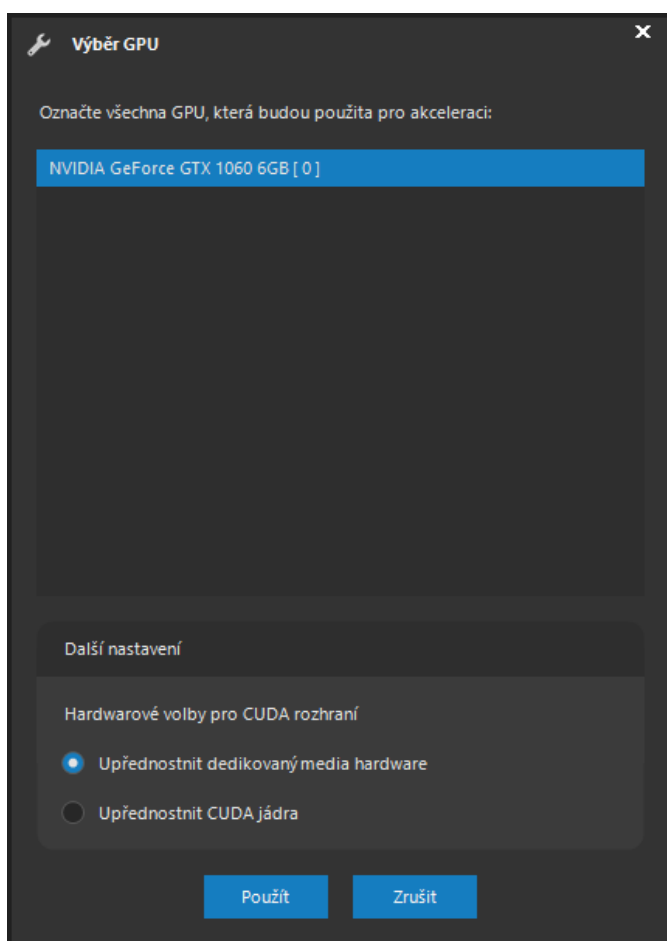 Výběr GPU
Označte všechna GPU, která budou použita pro akceleraci:
NVIDIA GeForce GTX 1060 6GB [ 0 ]
Další nastavení
Hardwarové volby pro CUDA rozhraní
Upřednostnit dedikovaný media hardware
Upřednostnit CUDA jádra
Použít Zrušit